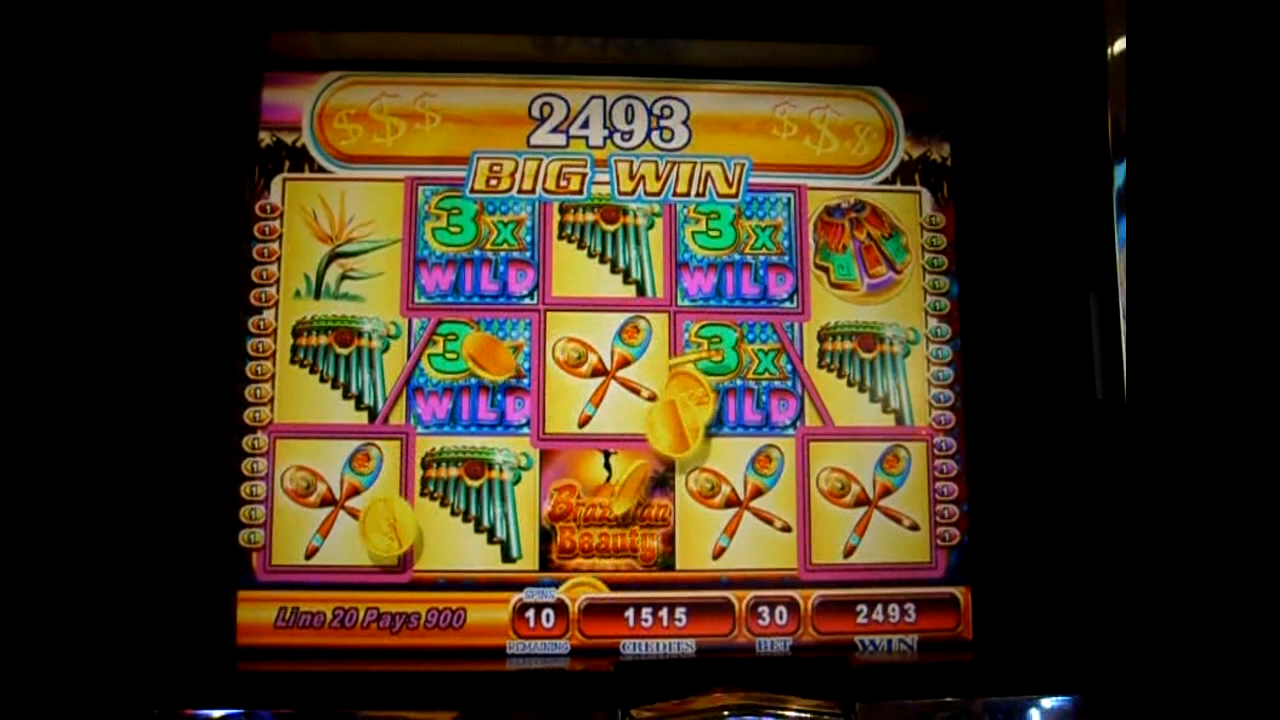 $ $ $ 2493 $ $ $
BIG WIN
3x 3x
WILD WILD
3x 3x
WILD WILD
Brazilian
Beauty
SPINS
Line 20 Pays 900 10 1515 30 2493
REMAINING CREDITS BET WIN